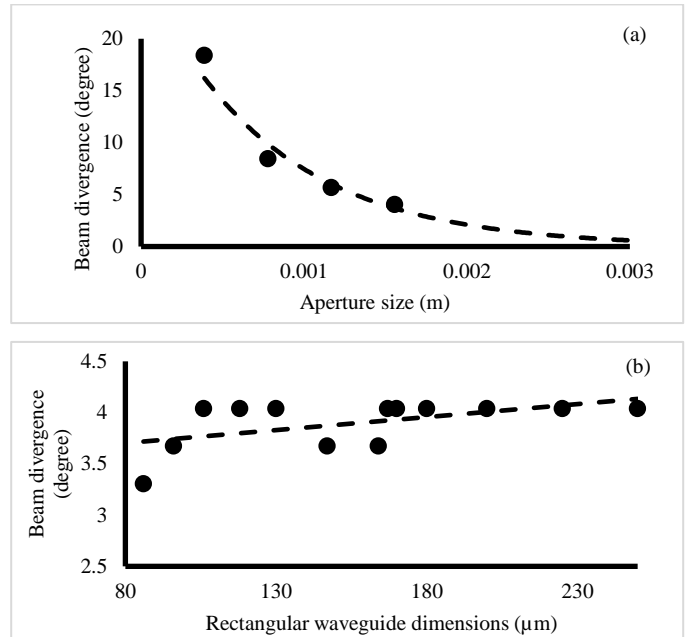 (a)
Beam divergence (degree)
20
15
10
5
0
0 0.001 0.002 0.003
Aperture size (m)
(b)
Beam divergence
(degree)
4.5
4
3.5
3
2.5
80 130 180 230
Rectangular waveguide dimensions (µm)